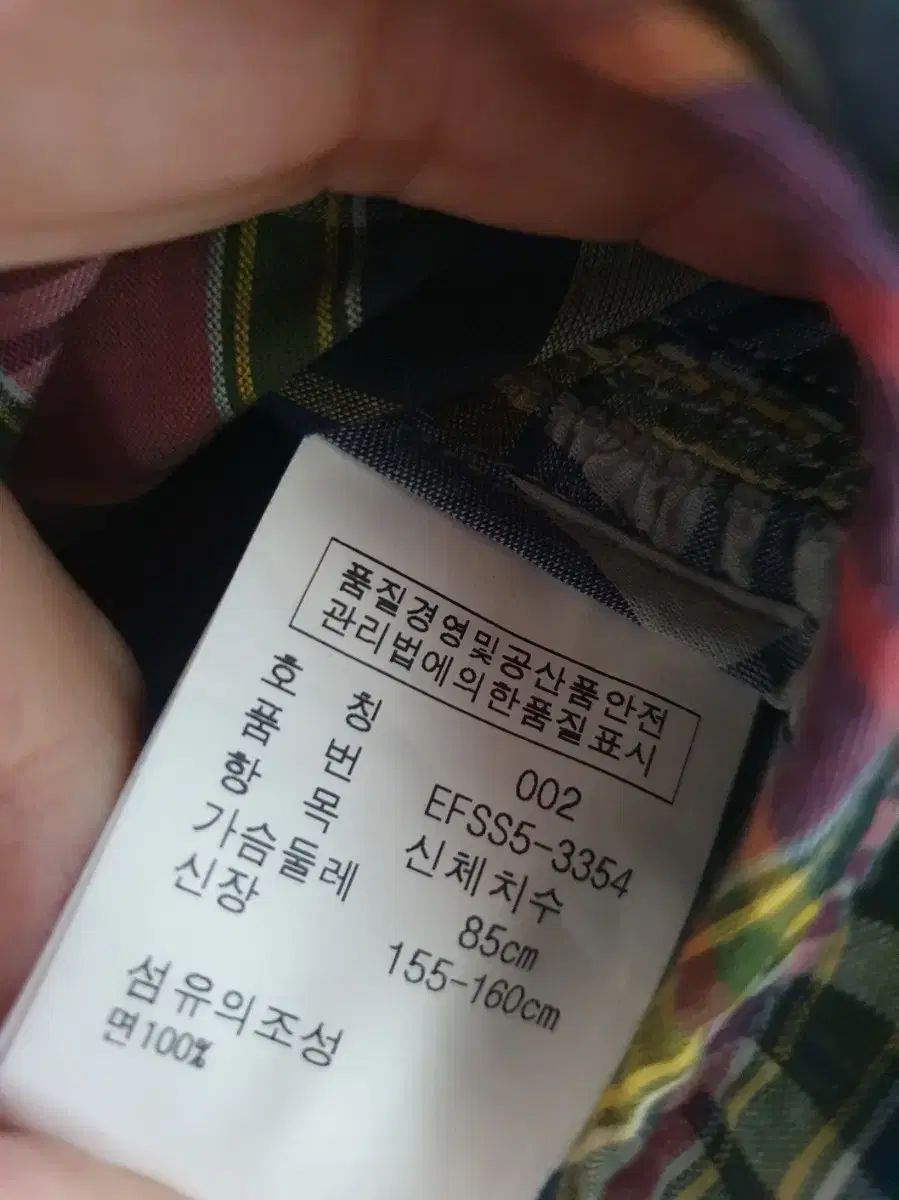 품질경영및공산품안전
관리법에의한품질표시
호 칭 002
품 번 EFSS5-3354
항 목 신체치수
가슴둘레 85cm
신장 155-160cm
섬유의조성
면100%